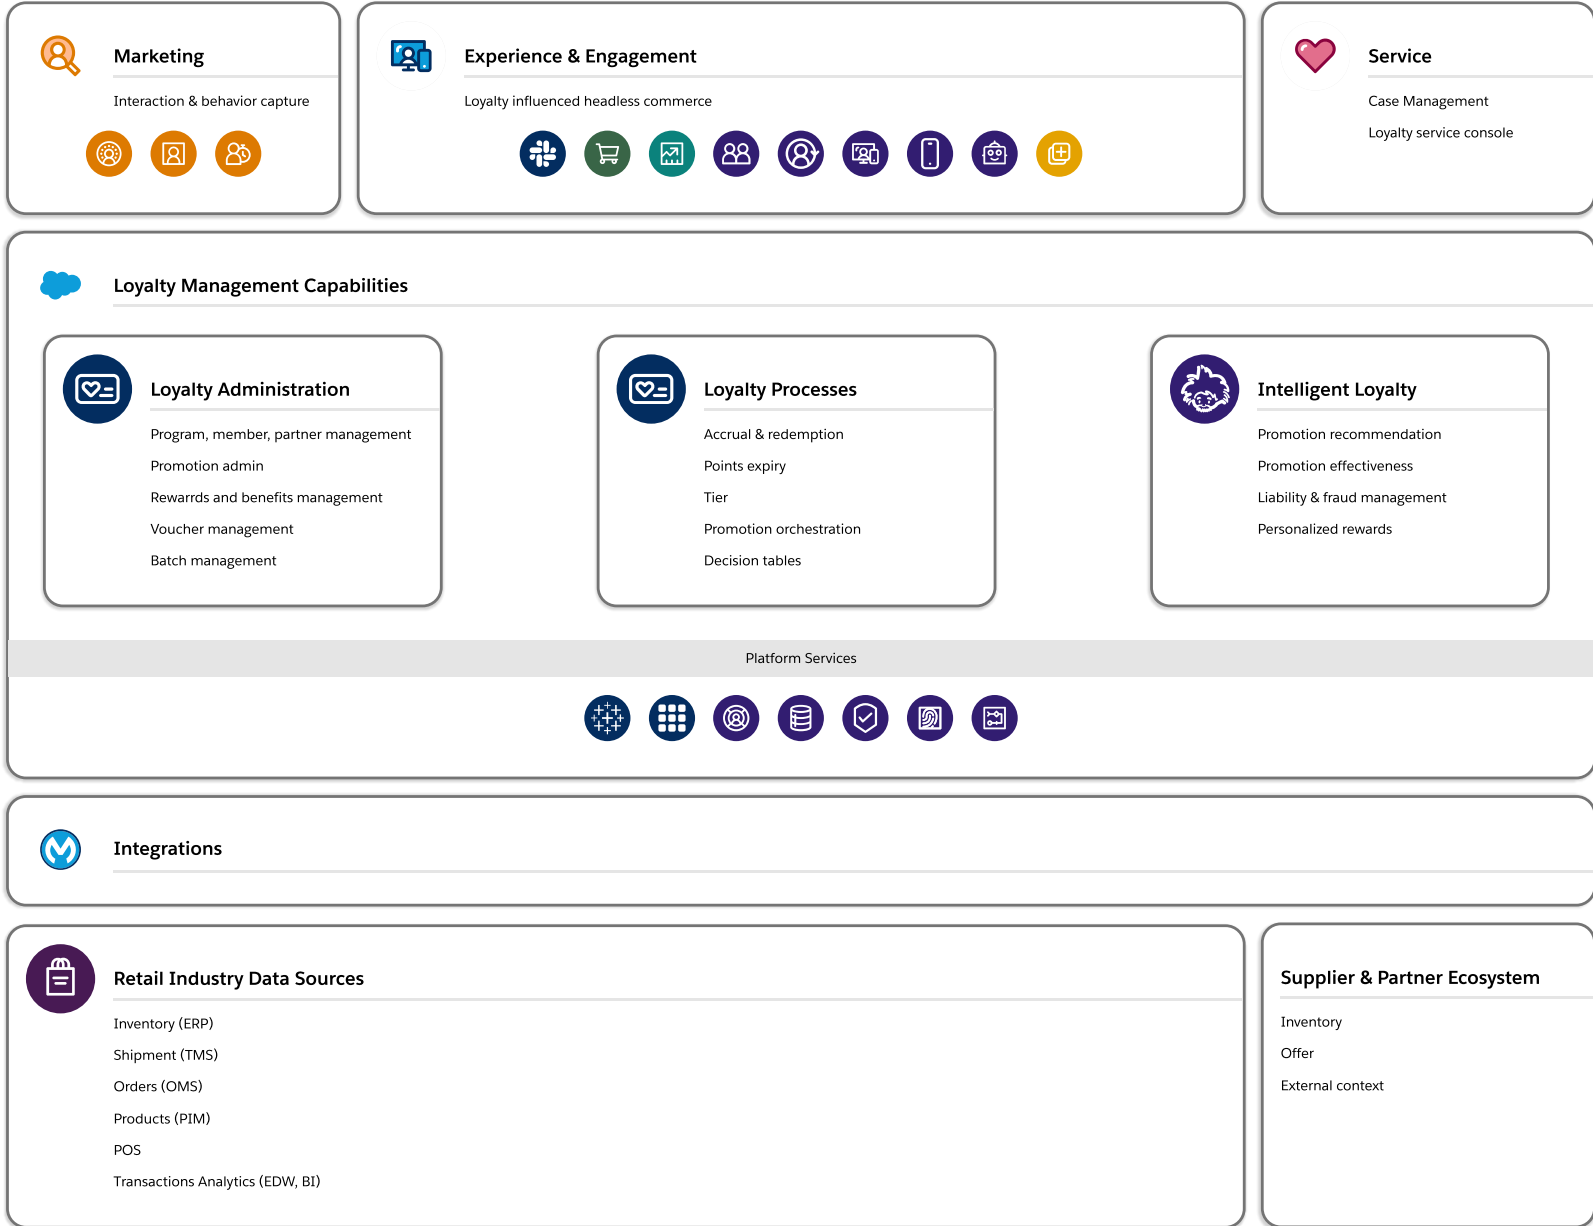 Marketing
Interaction & behavior capture
Experience & Engagement
Loyalty influenced headless commerce
Service
Case Management
Loyalty service console
Loyalty Management Capabilities
Loyalty Administration
Program, member, partner management
Promotion admin
Rewarrds and benefits management
Voucher management
Batch management
Loyalty Processes
Accrual & redemption
Points expiry
Tier
Promotion orchestration
Decision tables
Intelligent Loyalty
Promotion recommendation
Promotion effectiveness
Liability & fraud management
Personalized rewards
Platform Services
Integrations
Retail Industry Data Sources
Inventory (ERP)
Shipment (TMS)
Orders (OMS)
Products (PIM)
POS
Transactions Analytics (EDW, BI)
Supplier & Partner Ecosystem
Inventory
Offer
External context